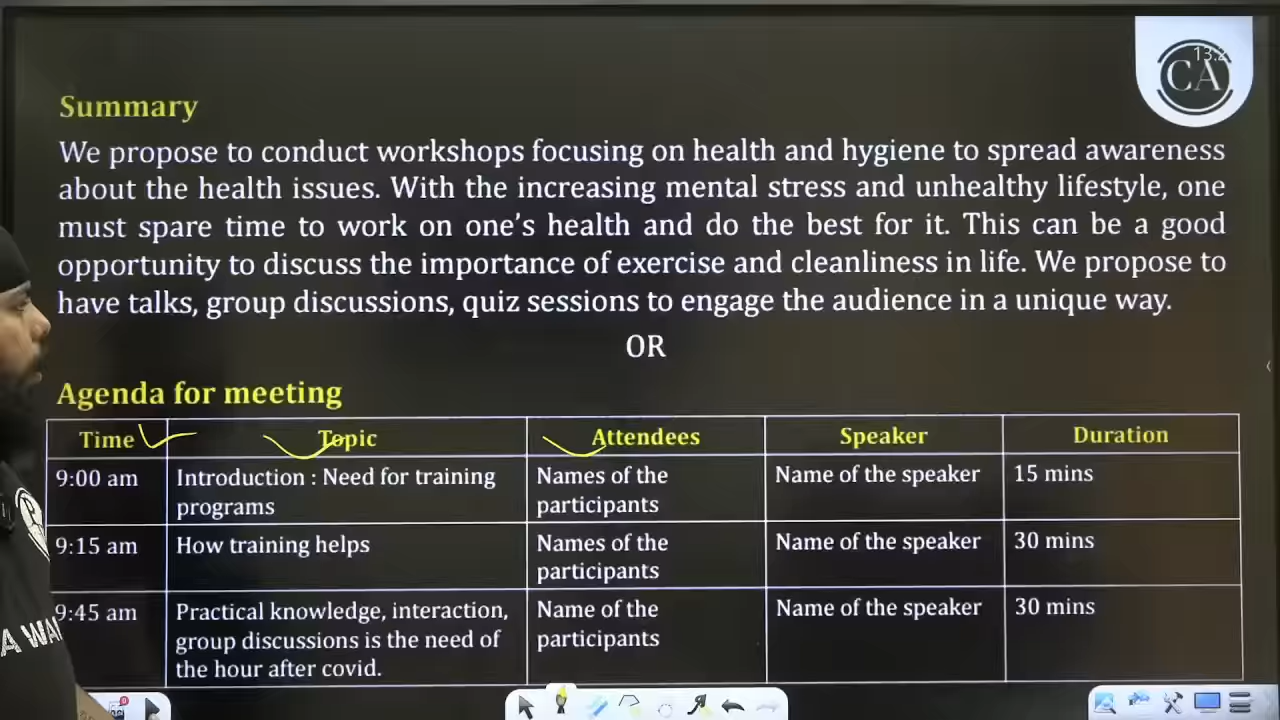 13.2
CA
Summary
We propose to conduct workshops focusing on health and hygiene to spread awareness
about the health issues. With the increasing mental stress and unhealthy lifestyle, one
must spare time to work on one’s health and do the best for it. This can be a good
opportunity to discuss the importance of exercise and cleanliness in life. We propose to
have talks, group discussions, quiz sessions to engage the audience in a unique way.
OR
Agenda for meeting
Time Topic Attendees Speaker Duration
9:00 am Introduction : Need for training Names of the Name of the speaker 15 mins
programs participants
9:15 am How training helps Names of the Name of the speaker 30 mins
participants
9:45 am Practical knowledge, interaction, Name of the Name of the speaker 30 mins
group discussions is the need of participants
the hour after covid.
A WA